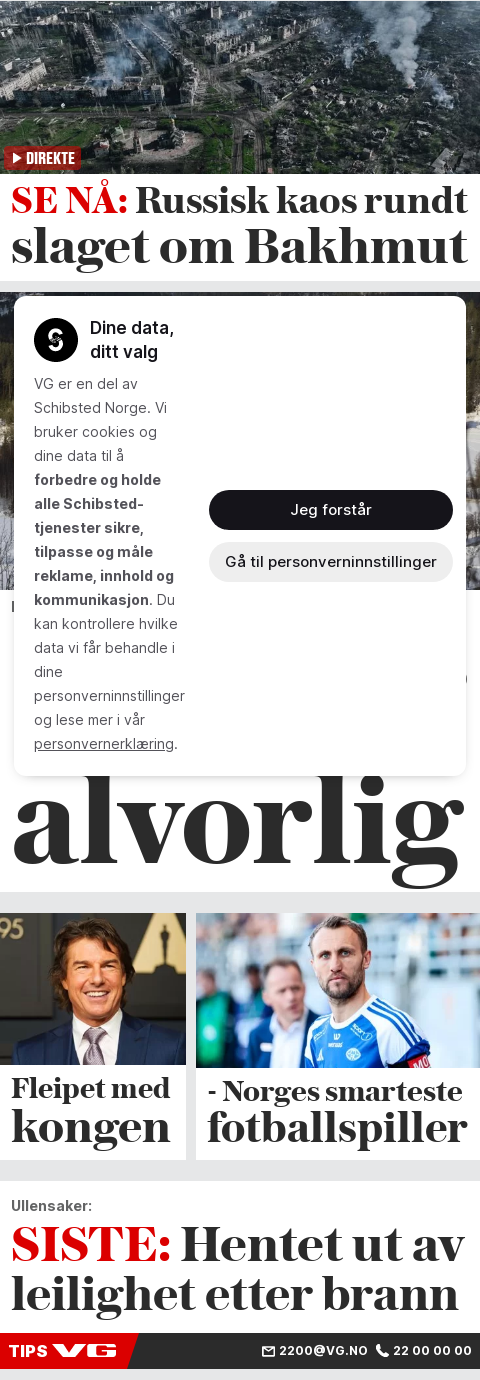 DIREKTE
SE NÅ: Russisk kaos rundt
slaget om Bakhmut
Dine data,
ditt valg
VG er en del av
Schibsted Norge. Vi
bruker cookies og
dine data til å
forbedre og holde
alle Schibsted-
tjenester sikre,
tilpasse og måle
reklame, innhold og
kommunikasjon. Du
kan kontrollere hvilke
data vi får behandle i
dine
personverninnstillinger
og lese mer i vår
personvernerklæring.
Jeg forstår
Gå til personverninnstillinger
alvorlig
95
Fleipet med
kongen
- Norges smarteste
fotballspiller
Ullensaker:
SISTE: Hentet ut av
leilighet etter brann
TIPS VG 2200@VG.NO 22 00 00 00